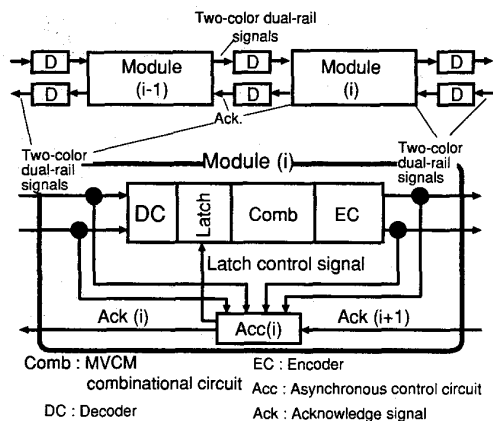 Two-color dual-rail
signals
D
Module
(i-1)
D
Module
(i)
D
D
D
D
Ack.
Two-color
dual-rail
signals
Two-color
dual-rail
signals
Module (i)
DC
Latch
Comb
EC
Latch control signal
Ack (i)
Acc(i)
Ack (i+1)
Comb : MVCM
combinational circuit
DC : Decoder
EC : Encoder
Acc : Asynchronous control circuit
Ack : Acknowledge signal